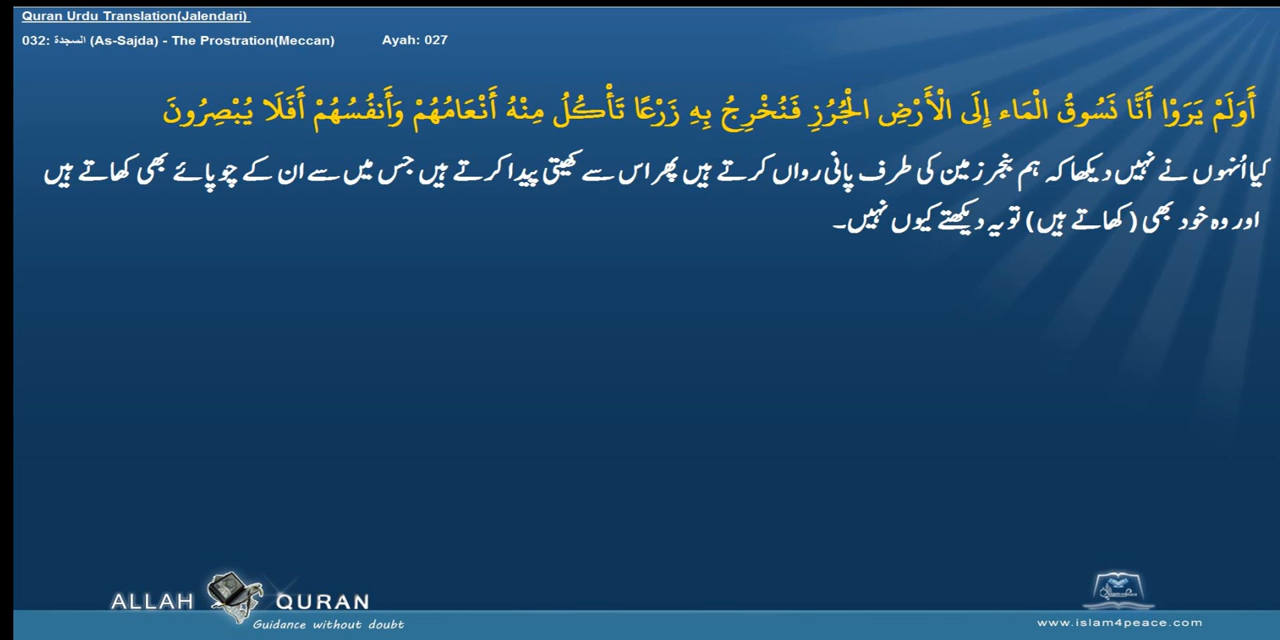 Quran Urdu Translation(Jalendari)
032: السجدة (As-Sajda) - The Prostration(Meccan) Ayah: 027
أَوَلَمْ يَرَوْا أَنَّا نَسُوقُ الْمَاء إِلَى الْأَرْضِ الْجُرُزِ فَنُخْرِجُ بِهِ زَرْعًا تَأْكُلُ مِنْهُ أَنْعَامُهُمْ وَأَنفُسُهُمْ أَفَلَا يُبْصِرُونَ
کیا اُنہوں نے نہیں دیکھا کہ ہم بنجر زمین کی طرف پانی رواں کرتے ہیں پھر اس سے کھیتی پیدا کرتے ہیں جس میں سے ان کے چوپائے بھی کھاتے ہیں
اور وہ خود بھی (کھاتے ہیں) تو یہ دیکھتے کیوں نہیں۔
ALLAH QURAN
Guidance without doubt
www.islam4peace.com